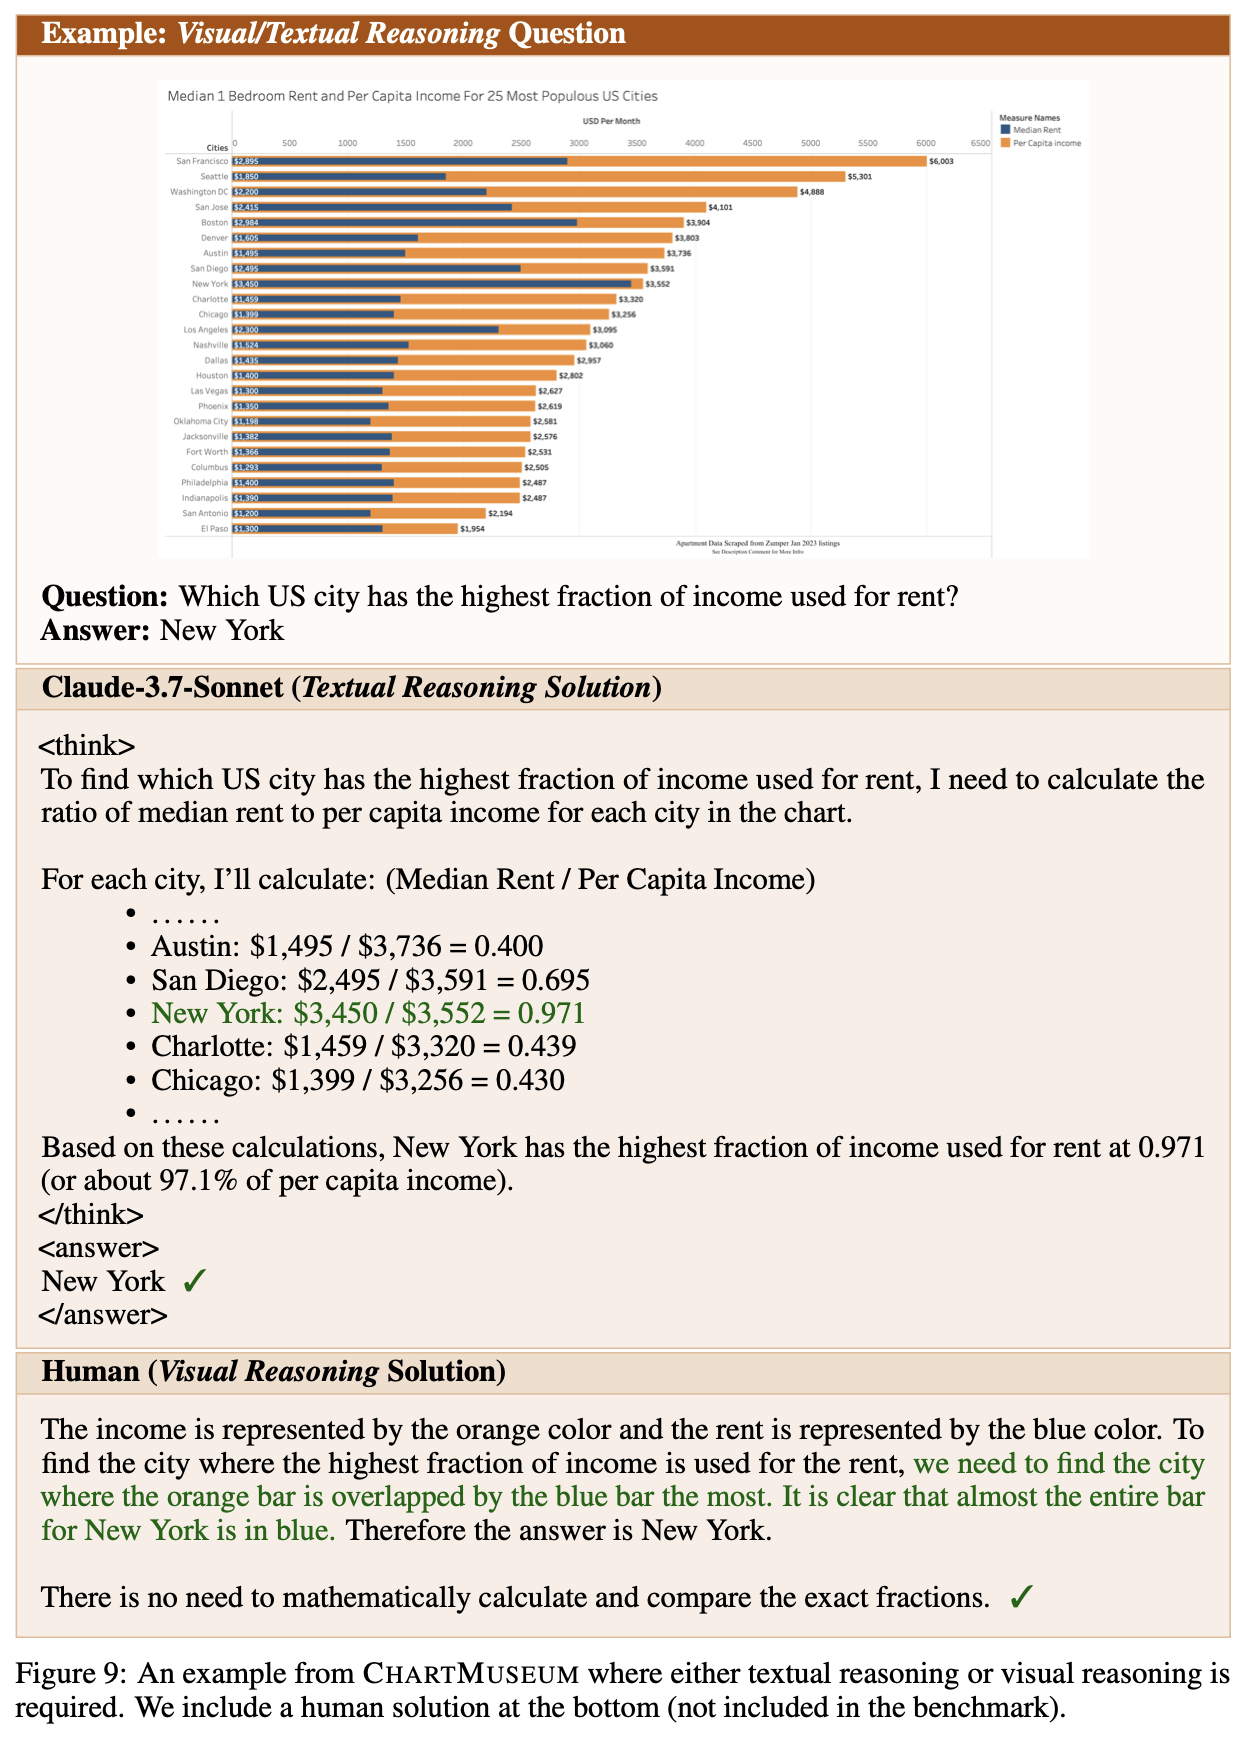 Example: Visual/Textual Reasoning Question
Median 1 Bedroom Rent and Per Capita Income For 25 Most Populous US Cities
USD Per Month
Measure Names
Median Rent
Per Capita income
Cities
0 500 1000 1500 2000 2500 3000 3500 4000 4500 5000 5500 6000 6500
San Francisco $2,895 $6,003
Seattle $1,850 $5,301
Washington DC $2,200 $4,888
San Jose $2,415 $4,101
Boston $2,984 $3,904
Denver $1,605 $3,803
Austin $1,495 $3,736
San Diego $2,495 $3,591
New York $3,450 $3,552
Charlotte $1,459 $3,320
Chicago $1,399 $3,256
Los Angeles $2,300 $3,095
Nashville $1,524 $3,060
Dallas $1,435 $2,957
Houston $1,400 $2,802
Las Vegas $1,300 $2,627
Phoenix $1,350 $2,619
Oklahoma City $1,198 $2,581
Jacksonville $1,382 $2,576
Fort Worth $1,366 $2,531
Columbus $1,293 $2,505
Philadelphia $1,400 $2,487
Indianapolis $1,390 $2,487
San Antonio $1,200 $2,194
El Paso $1,300 $1,954
Apartment Data Scraped from Zumper Jan 2023 listings
See Description Comment for More Info
Question: Which US city has the highest fraction of income used for rent?
Answer: New York
Claude-3.7-Sonnet (Textual Reasoning Solution)
<think>
To find which US city has the highest fraction of income used for rent, I need to calculate the
ratio of median rent to per capita income for each city in the chart.
For each city, I'll calculate: (Median Rent / Per Capita Income)
• ......
• Austin: $1,495 / $3,736 = 0.400
• San Diego: $2,495 / $3,591 = 0.695
• New York: $3,450 / $3,552 = 0.971
• Charlotte: $1,459 / $3,320 = 0.439
• Chicago: $1,399 / $3,256 = 0.430
• ......
Based on these calculations, New York has the highest fraction of income used for rent at 0.971
(or about 97.1% of per capita income).
</think>
<answer>
New York ✓
</answer>
Human (Visual Reasoning Solution)
The income is represented by the orange color and the rent is represented by the blue color. To
find the city where the highest fraction of income is used for the rent, we need to find the city
where the orange bar is overlapped by the blue bar the most. It is clear that almost the entire bar
for New York is in blue. Therefore the answer is New York.
There is no need to mathematically calculate and compare the exact fractions. ✓
Figure 9: An example from CHARTMUSEUM where either textual reasoning or visual reasoning is
required. We include a human solution at the bottom (not included in the benchmark).